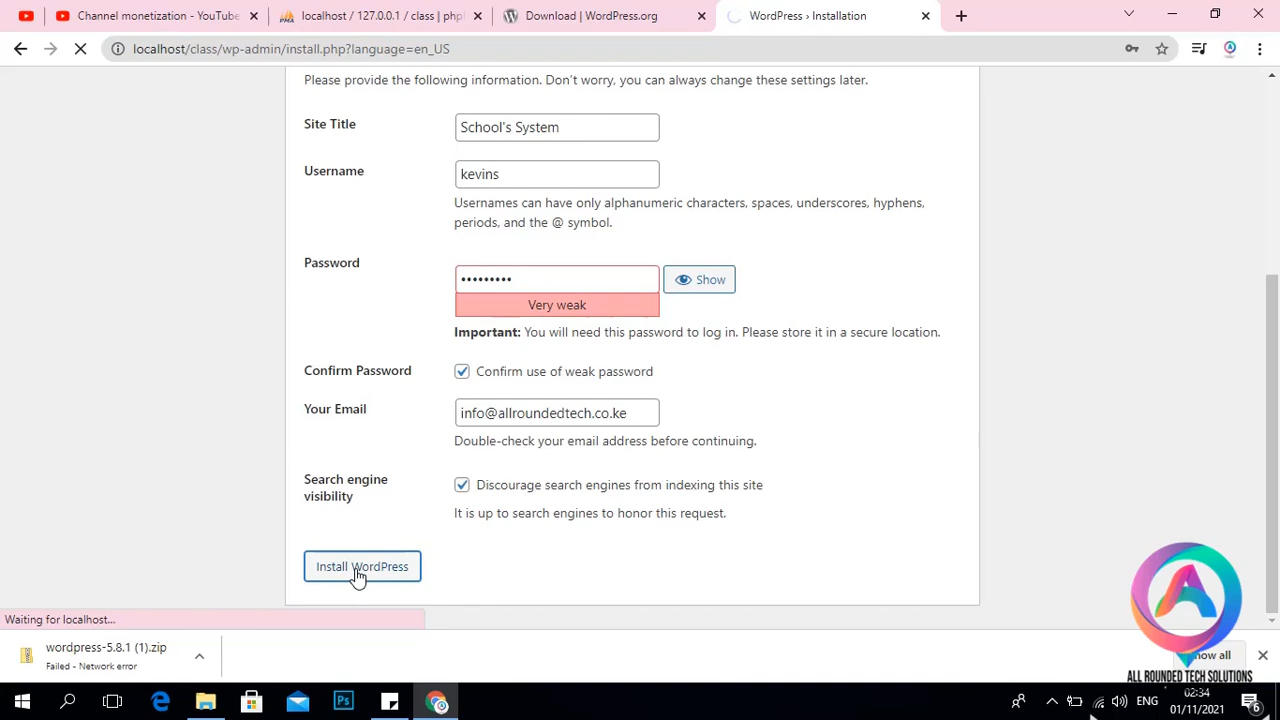 Channel monetization - YouTube
localhost / 127.0.0.1 / class | php
Download | WordPress.org
WordPress › Installation
localhost/class/wp-admin/install.php?language=en_US
Please provide the following information. Don't worry, you can always change these settings later.
Site Title
School's System
Username
kevins
Usernames can have only alphanumeric characters, spaces, underscores, hyphens,
periods, and the @ symbol.
Password
•••••••••
Show
Very weak
Important: You will need this password to log in. Please store it in a secure location.
Confirm Password
Confirm use of weak password
Your Email
info@allroundedtech.co.ke
Double-check your email address before continuing.
Search engine
visibility
Discourage search engines from indexing this site
It is up to search engines to honor this request.
Install WordPress
Waiting for localhost...
wordpress-5.8.1 (1).zip
Failed - Network error
Show all
ALL ROUNDED TECH SOLUTIONS
Ps
ENG
02:34
01/11/2021
6